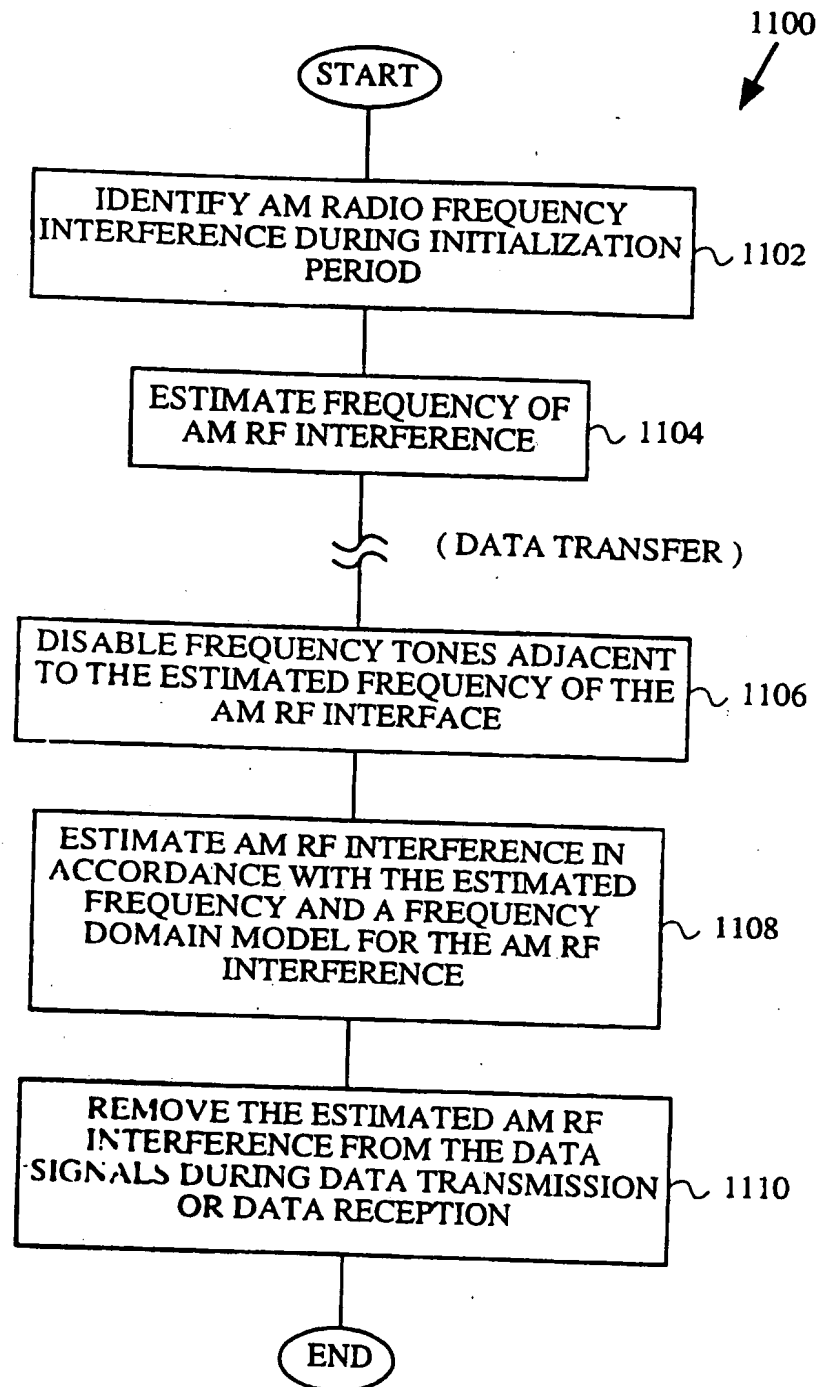 1100
START
IDENTIFY AM RADIO FREQUENCY
INTERFERENCE DURING INITIALIZATION
PERIOD
1102
ESTIMATE FREQUENCY OF
AM RF INTERFERENCE
1104
( DATA TRANSFER )
DISABLE FREQUENCY TONES ADJACENT
TO THE ESTIMATED FREQUENCY OF THE
AM RF INTERFACE
1106
ESTIMATE AM RF INTERFERENCE IN
ACCORDANCE WITH THE ESTIMATED
FREQUENCY AND A FREQUENCY
DOMAIN MODEL FOR THE AM RF
INTERFERENCE
1108
REMOVE THE ESTIMATED AM RF
INTERFERENCE FROM THE DATA
SIGNALS DURING DATA TRANSMISSION
OR DATA RECEPTION
1110
END